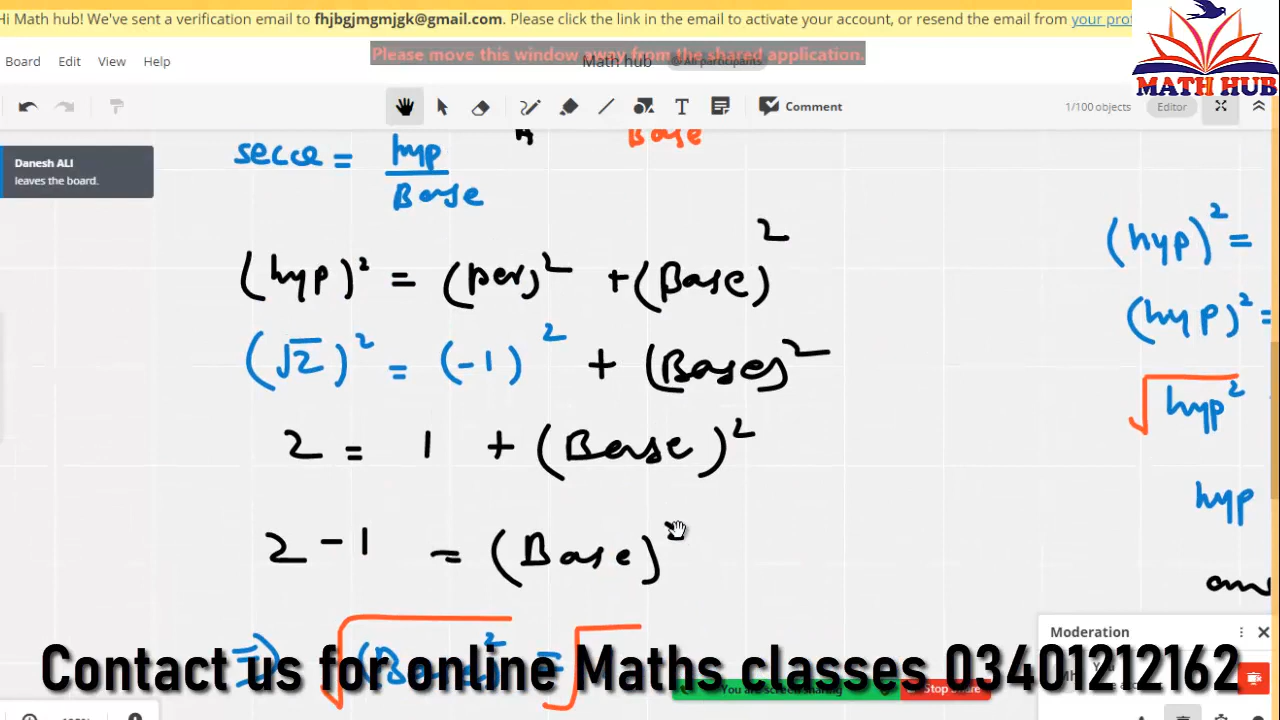 Hi Math hub! We've sent a verification email to fhjbgjmgmjgk@gmail.com. Please click the link in the email to activate your account, or resend the email from your prof
Please move this window away from the shared application.
Math hub
All participants
MATH HUB
Board Edit View Help
Comment
1/100 objects
Editor
Danesh ALI
leaves the board.
Base
hyp
Base
(hyp)² = (per)² + (Base)²
(√2)² = (-1)² + (Base)²
2 = 1 + (Base)²
2 - 1 = (Base)²
(hyp)² =
(hyp)² =
√hyp²
hyp
Moderation
You are screen sharing
Stop Share
Contact us for online Maths classes 03401212162